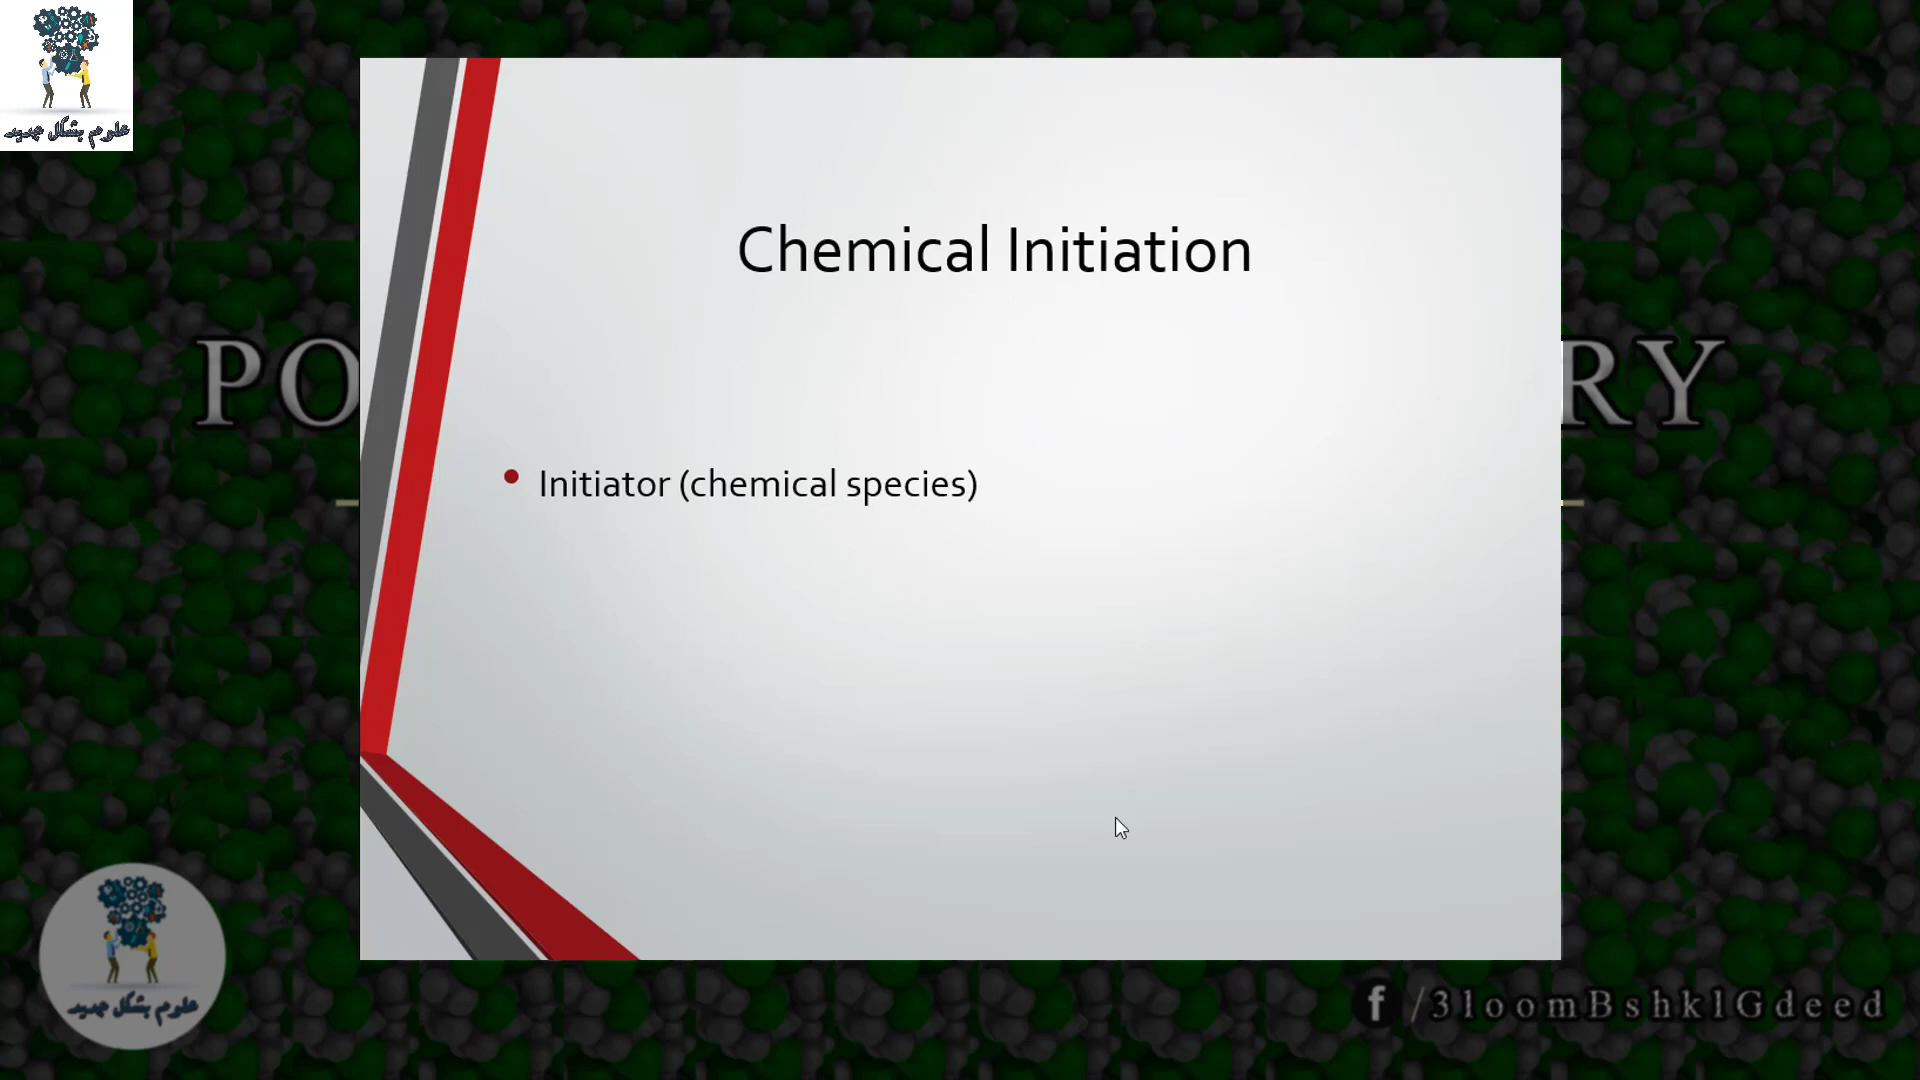 علوم بشكل جديد
Chemical Initiation
PO
RY
• Initiator (chemical species)
علوم بشكل جديد
f /3loomBshklGdeed